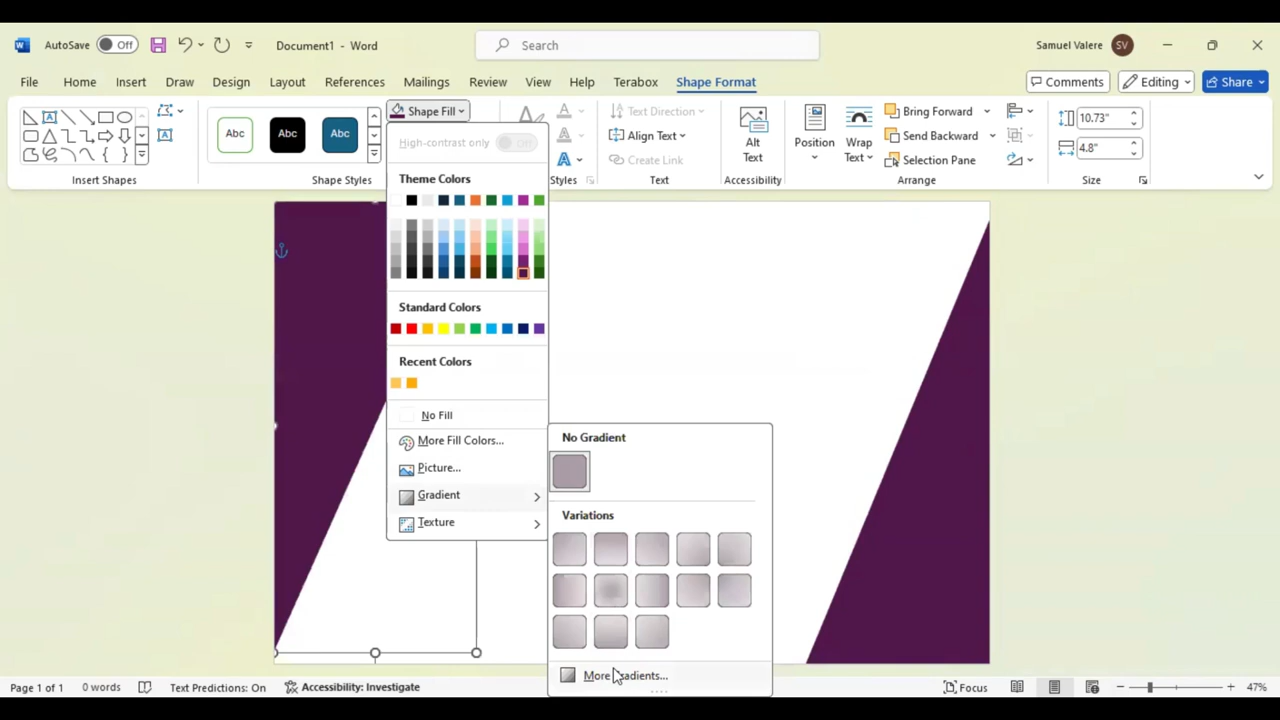 AutoSave Off Document1 - Word Search Samuel Valere SV
File Home Insert Draw Design Layout References Mailings Review View Help Terabox Shape Format Comments Editing Share
Abc Abc Abc
Shape Fill
Text Direction
Align Text
Create Link
Alt Text
Position
Wrap Text
Bring Forward
Send Backward
Selection Pane
10.73"
4.8"
Insert Shapes Shape Styles Styles Text Accessibility Arrange Size
High-contrast only
Theme Colors
Standard Colors
Recent Colors
No Fill
More Fill Colors...
Picture...
Gradient
Texture
No Gradient
Variations
More Gradients...
Page 1 of 1 0 words Text Predictions: On Accessibility: Investigate Focus 47%